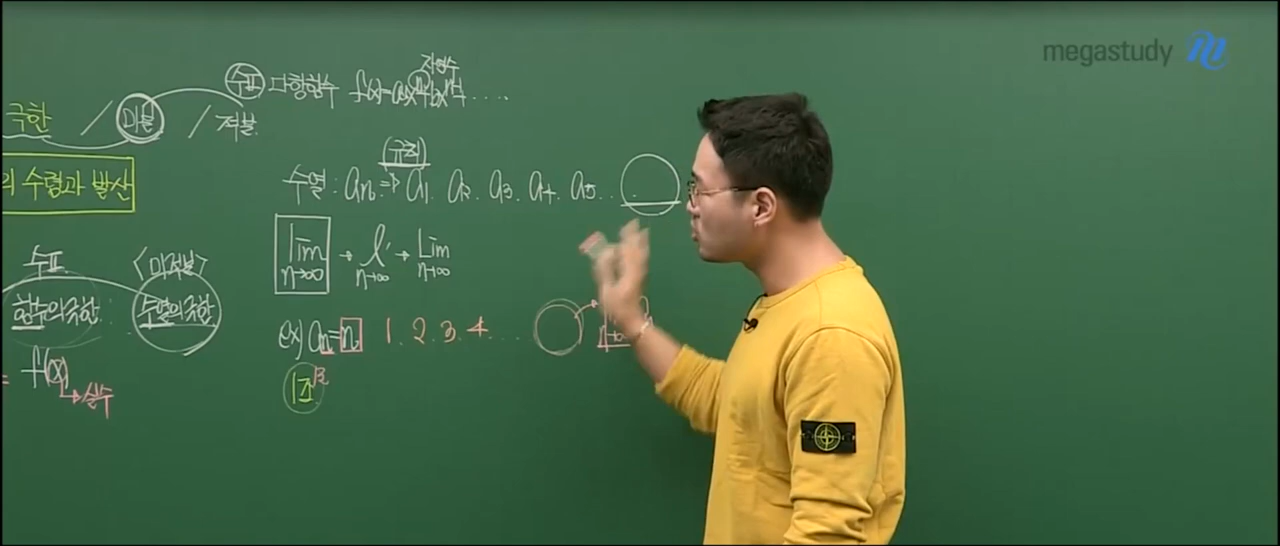 megastudy
수Ⅱ 다항함수 f(x)=
자연수
극한 / 미분 / 적분
(규칙)
수열 : an ⇒ a1. a2. a3. a4. a5...
의 수렴과 발산
lim n→∞ → l' n→∞ → Lim n→∞
수Ⅱ <미적분>
함수의극한 수열의극한
ex) an=n 1. 2. 3. 4 ....
= f(x) → 실수
1조